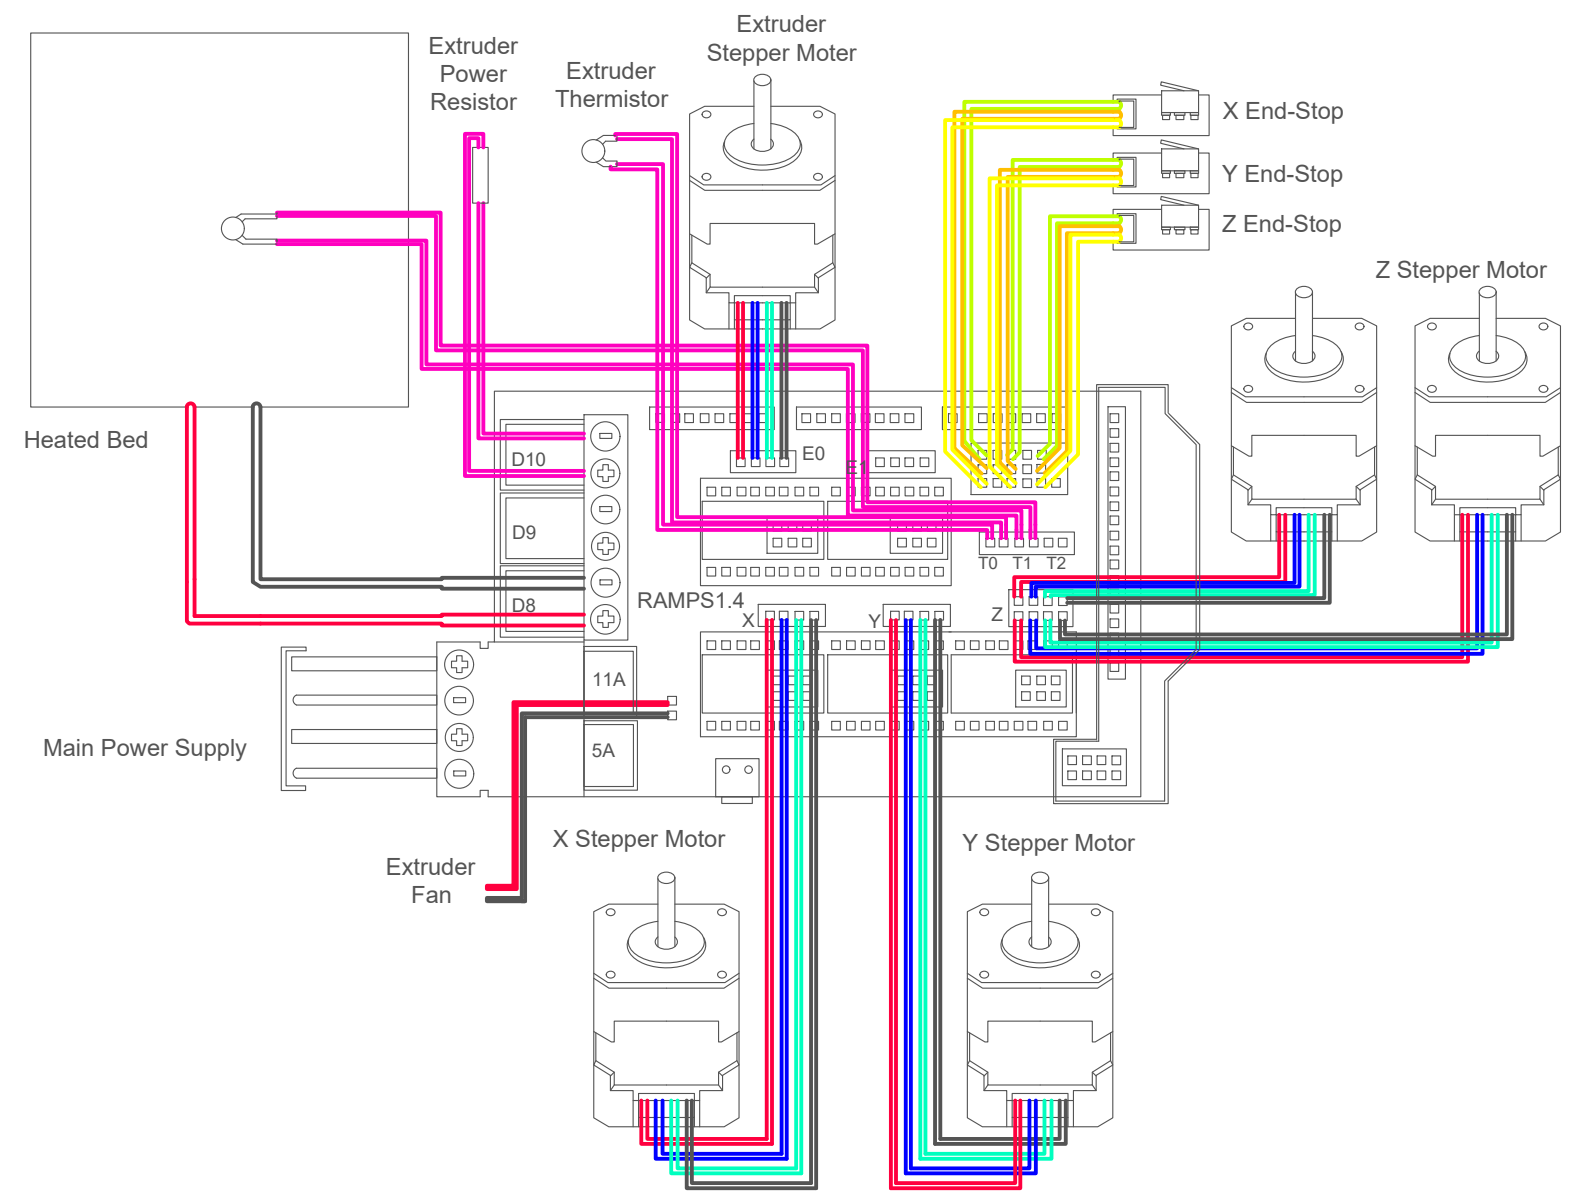 Extruder
Stepper Moter
Extruder
Power
Resistor
Extruder
Thermistor
X End-Stop
Y End-Stop
Z End-Stop
Z Stepper Motor
Heated Bed
D10
E0
E1
D9
T0 T1 T2
D8
RAMPS1.4
X
Y
Z
11A
Main Power Supply
5A
X Stepper Motor
Y Stepper Motor
Extruder
Fan